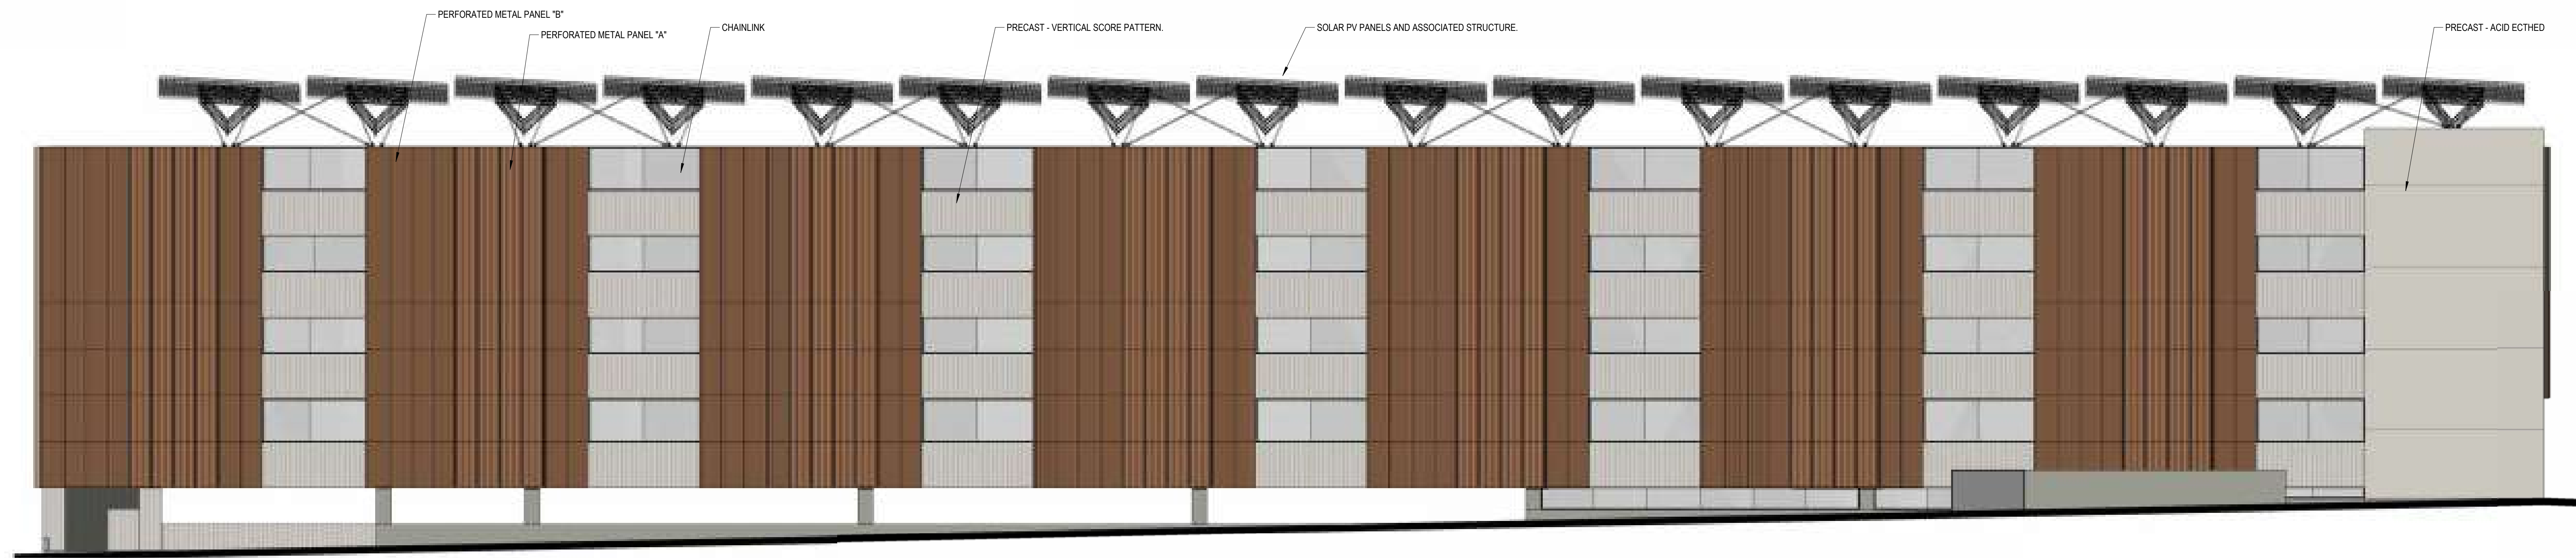 PERFORATED METAL PANEL "B"
PERFORATED METAL PANEL "A"
CHAINLINK
PRECAST - VERTICAL SCORE PATTERN.
SOLAR PV PANELS AND ASSOCIATED STRUCTURE.
PRECAST - ACID ECTHED